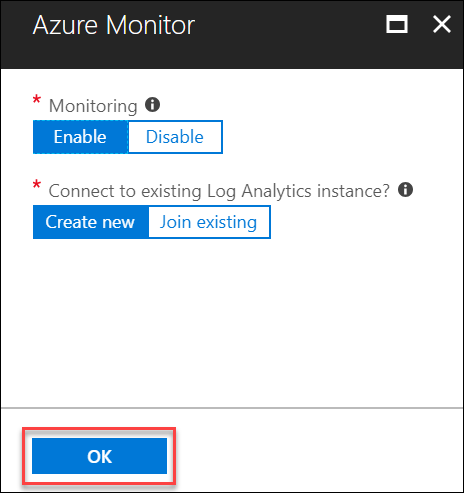 Azure Monitor
* Monitoring
Enable Disable
* Connect to existing Log Analytics instance?
Create new Join existing
OK